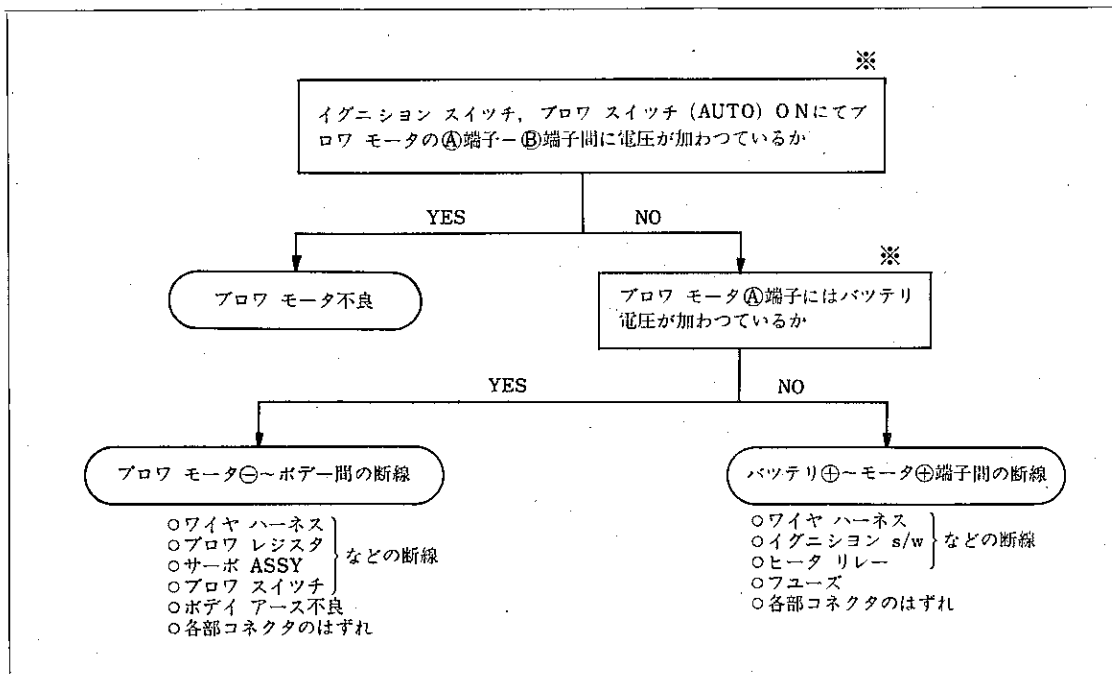 ※
イグニシヨン スイツチ，ブロワ スイツチ (AUTO) ONにてブ
ロワ モータのⒶ端子－Ⓑ端子間に電圧が加わつているか
YES NO
※
ブロワ モータ不良
ブロワ モータⒶ端子にはバツテリ
電圧が加わつているか
YES NO
ブロワ モータ⊖～ボデー間の断線
○ワイヤ ハーネス
○ブロワ レジスタ
○サーボ ASSY
○ブロワ スイツチ
などの断線
○ボデイ アース不良
○各部コネクタのはずれ
バツテリ⊕～モータ⊕端子間の断線
○ワイヤ ハーネス
○イグニシヨン s/w
○ヒータ リレー
などの断線
○フユーズ
○各部コネクタのはずれ